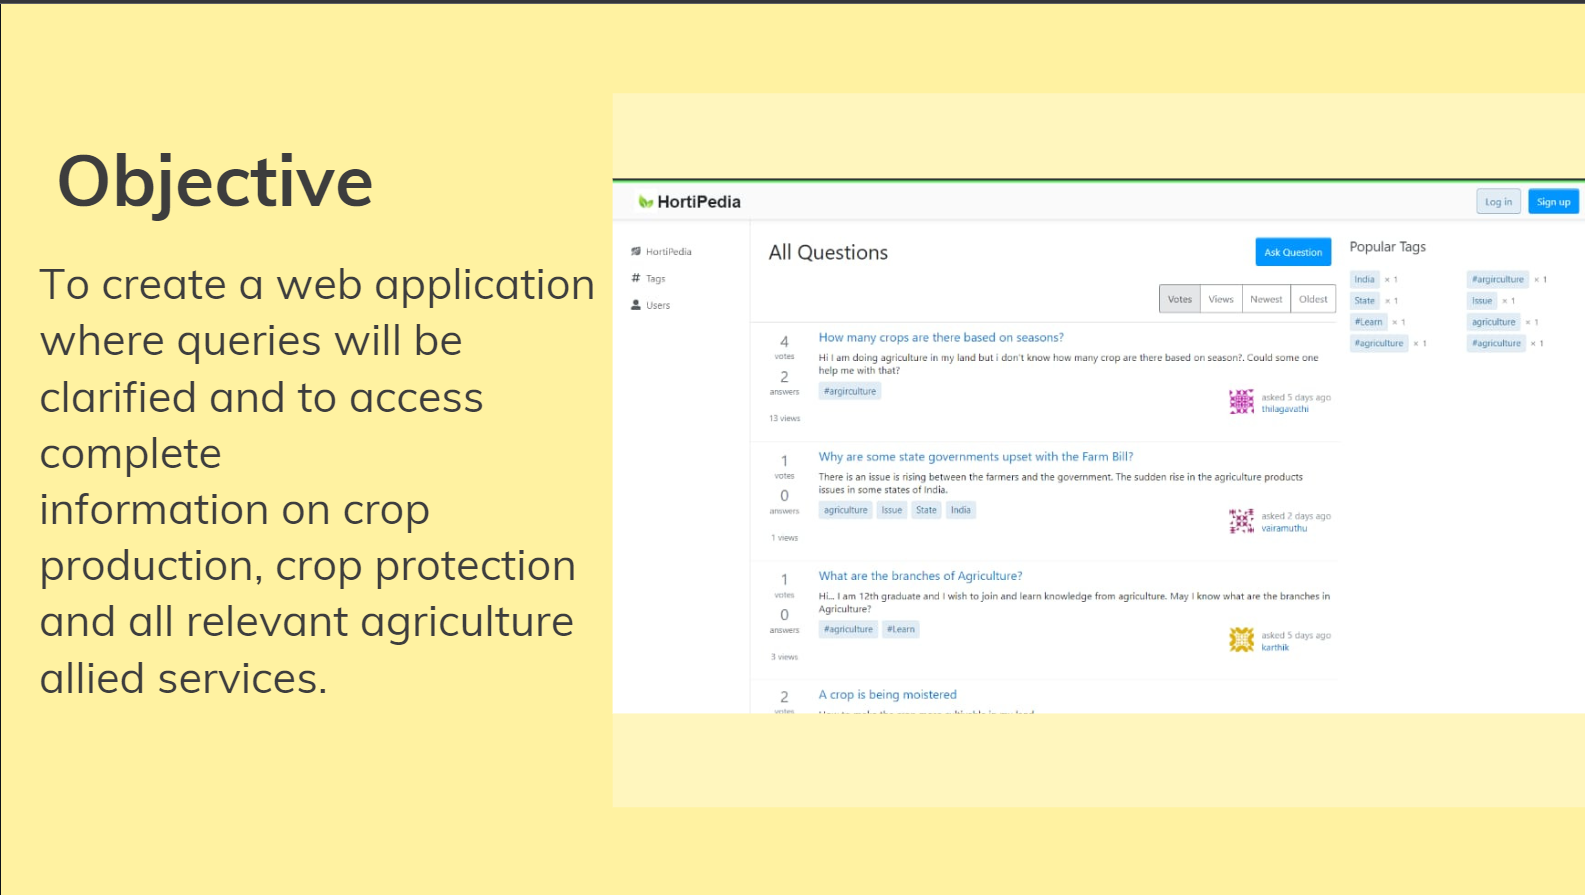 Objective
To create a web application
where queries will be
clarified and to access
complete
information on crop
production, crop protection
and all relevant agriculture
allied services.
HortiPedia
Log in
Sign up
HortiPedia
# Tags
Users
All Questions
Ask Question
Votes Views Newest Oldest
4
votes
2
answers
13 views
How many crops are there based on seasons?
Hi I am doing agriculture in my land but i don't know how many crop are there based on season?. Could some one
help me with that?
#argirculture
asked 5 days ago
thilagavathi
1
votes
0
answers
1 views
Why are some state governments upset with the Farm Bill?
There is an issue is rising between the farmers and the government. The sudden rise in the agriculture products
issues in some states of India.
agriculture Issue State India
asked 2 days ago
vairamuthu
1
votes
0
answers
3 views
What are the branches of Agriculture?
Hi... I am 12th graduate and I wish to join and learn knowledge from agriculture. May I know what are the branches in
Agriculture?
#agriculture #Learn
asked 5 days ago
karthik
2
votes
A crop is being moistered
Popular Tags
India × 1 #argirculture × 1
State × 1 Issue × 1
#Learn × 1 agriculture × 1
#agriculture × 1 #agriculture × 1